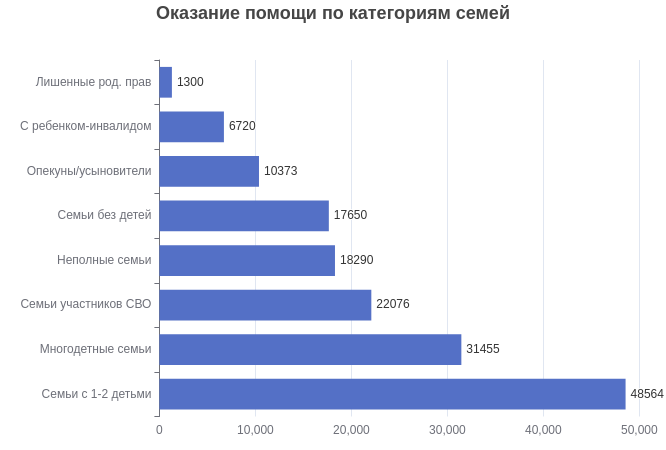 Оказание помощи по категориям семей
Лишенные род. прав 1300
С ребенком-инвалидом 6720
Опекуны/усыновители 10373
Семьи без детей 17650
Неполные семьи 18290
Семьи участников СВО 22076
Многодетные семьи 31455
Семьи с 1-2 детьми 48564
0 10,000 20,000 30,000 40,000 50,000